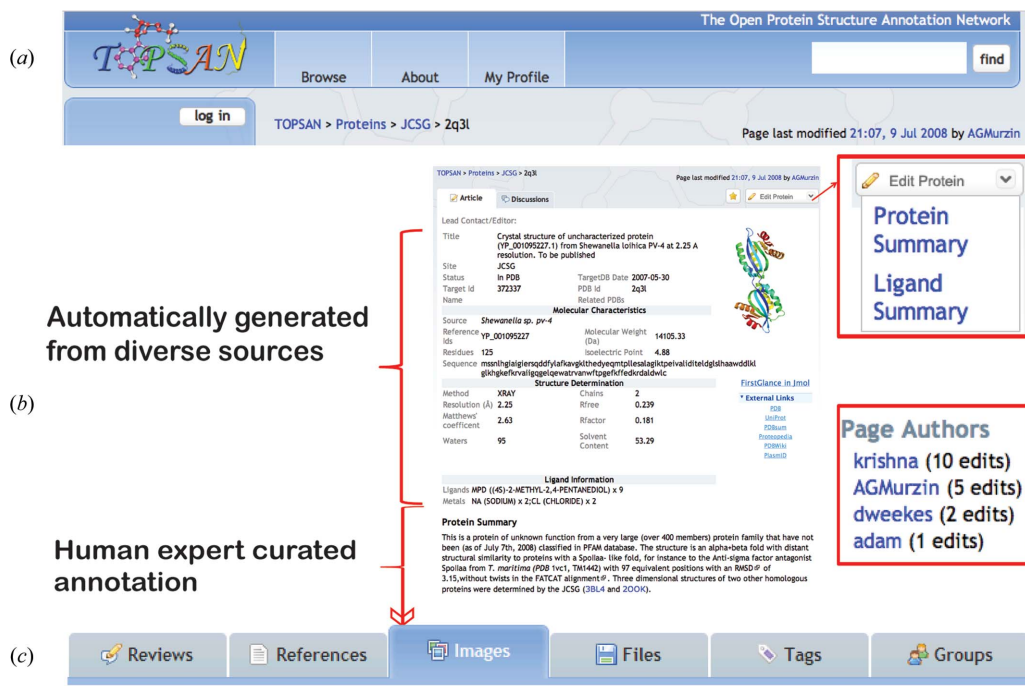 The Open Protein Structure Annotation Network
(a)
TOPSAN
Browse About My Profile
find
log in
TOPSAN > Proteins > JCSG > 2q3l
Page last modified 21:07, 9 Jul 2008 by AGMurzin
TOPSAN > Proteins > JCSG > 2q3l
Page last modified 21:07, 9 Jul 2008 by AGMurzin
Article Discussions
Edit Protein
Edit Protein
Protein
Summary
Ligand
Summary
Automatically generated
from diverse sources
(b)
Lead Contact/Editor:
Title Crystal structure of uncharacterized protein
(YP_001095227.1) from Shewanella loihica PV-4 at 2.25 A
resolution. To be published
Site JCSG
Status In PDB TargetDB Date 2007-05-30
Target Id 372337 PDB Id 2q3l
Name Related PDBs
Molecular Characteristics
Source Shewanella sp. pv-4
Reference Ids YP_001095227 Molecular Weight (Da) 14105.33
Residues 125 Isoelectric Point 4.88
Sequence mssnlhgiaigiersqddfylafkavgklthedyeqmtpllesalagiktpeivalidite​ldglslhaawddlkl
glkhgkefkrvaiigqgelqewatrvanwftpgefkffedkrdaldwlc
Structure Determination
Method XRAY Chains 2
Resolution (Å) 2.25 Rfree 0.239
Matthews' coefficent 2.63 Rfactor 0.181
Waters 95 Solvent Content 53.29
FirstGlance in Jmol
External Links
PDB
UniProt
PDBsum
Proteopedia
PDBWiki
PlasmID
Page Authors
krishna (10 edits)
AGMurzin (5 edits)
dweekes (2 edits)
adam (1 edits)
Ligand Information
Ligands MPD ((4S)-2-METHYL-2,4-PENTANEDIOL) x 9
Metals NA (SODIUM) x 2;CL (CHLORIDE) x 2
Human expert curated
annotation
Protein Summary
This is a protein of unknown function from a very large (over 400 members) protein family that have not
been (as of July 7th, 2008) classified in PFAM database. The structure is an alpha+beta fold with distant
structural similarity to proteins with a SpoIIaa- like fold, for instance to the Anti-sigma factor antagonist
SpoIIaa from T. maritima (PDB 1vc1, TM1442) with 97 equivalent positions with an RMSD of
3.15,without twists in the FATCAT alignment. Three dimensional structures of two other homologous
proteins were determined by the JCSG (3BL4 and 2OOK).
(c)
Reviews References Images Files Tags Groups